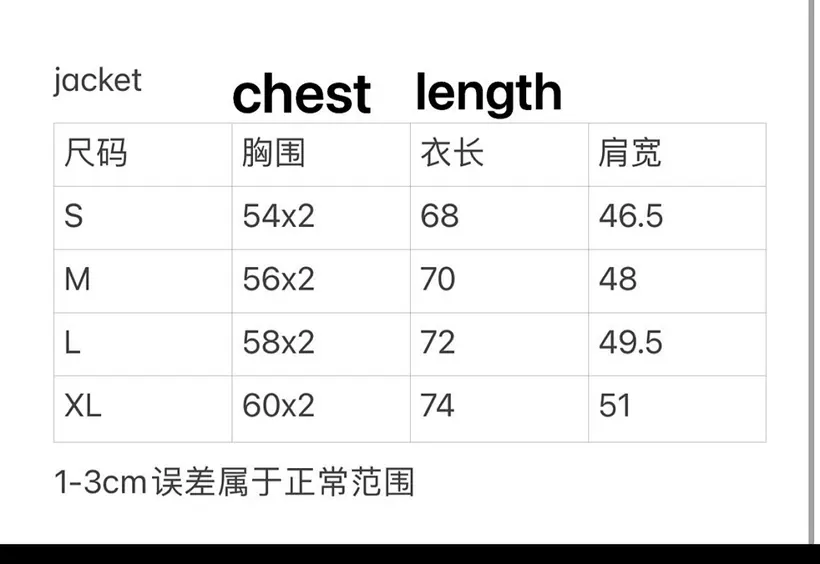 jacket chest length
尺码 胸围 衣长 肩宽
S 54x2 68 46.5
M 56x2 70 48
L 58x2 72 49.5
XL 60x2 74 51
1-3cm误差属于正常范围